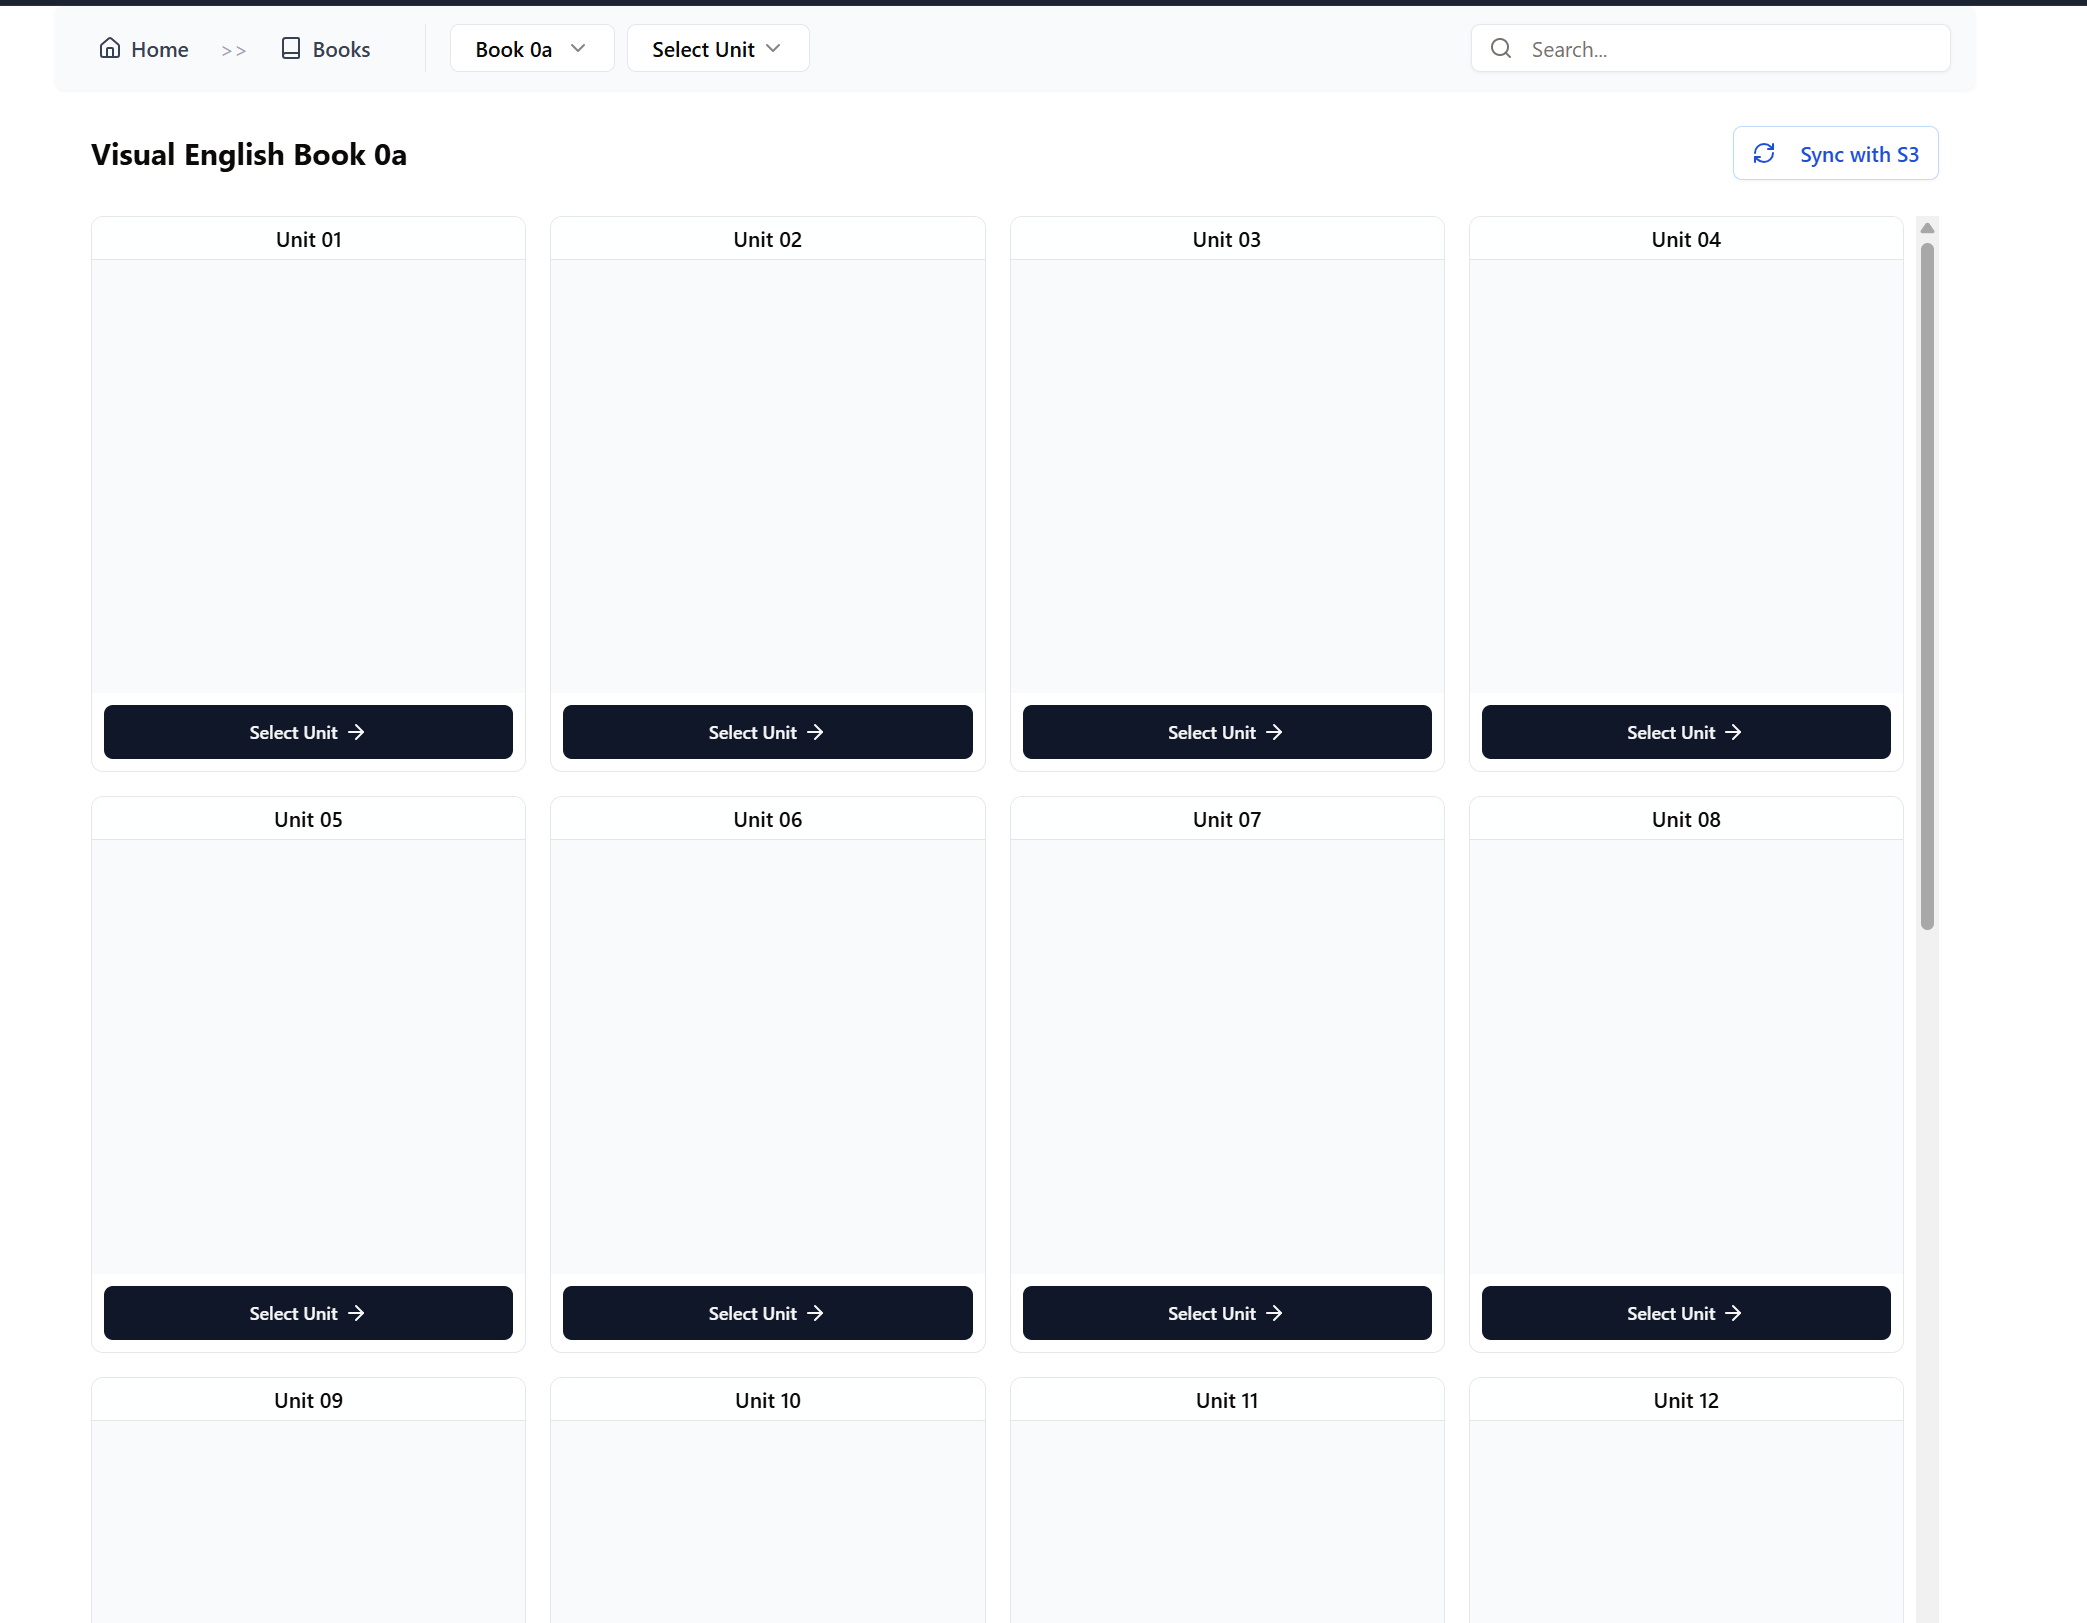 Home >> Books Book 0a Select Unit Search...
Visual English Book 0a Sync with S3
Unit 01 Unit 02 Unit 03 Unit 04
Select Unit → Select Unit → Select Unit → Select Unit →
Unit 05 Unit 06 Unit 07 Unit 08
Select Unit → Select Unit → Select Unit → Select Unit →
Unit 09 Unit 10 Unit 11 Unit 12